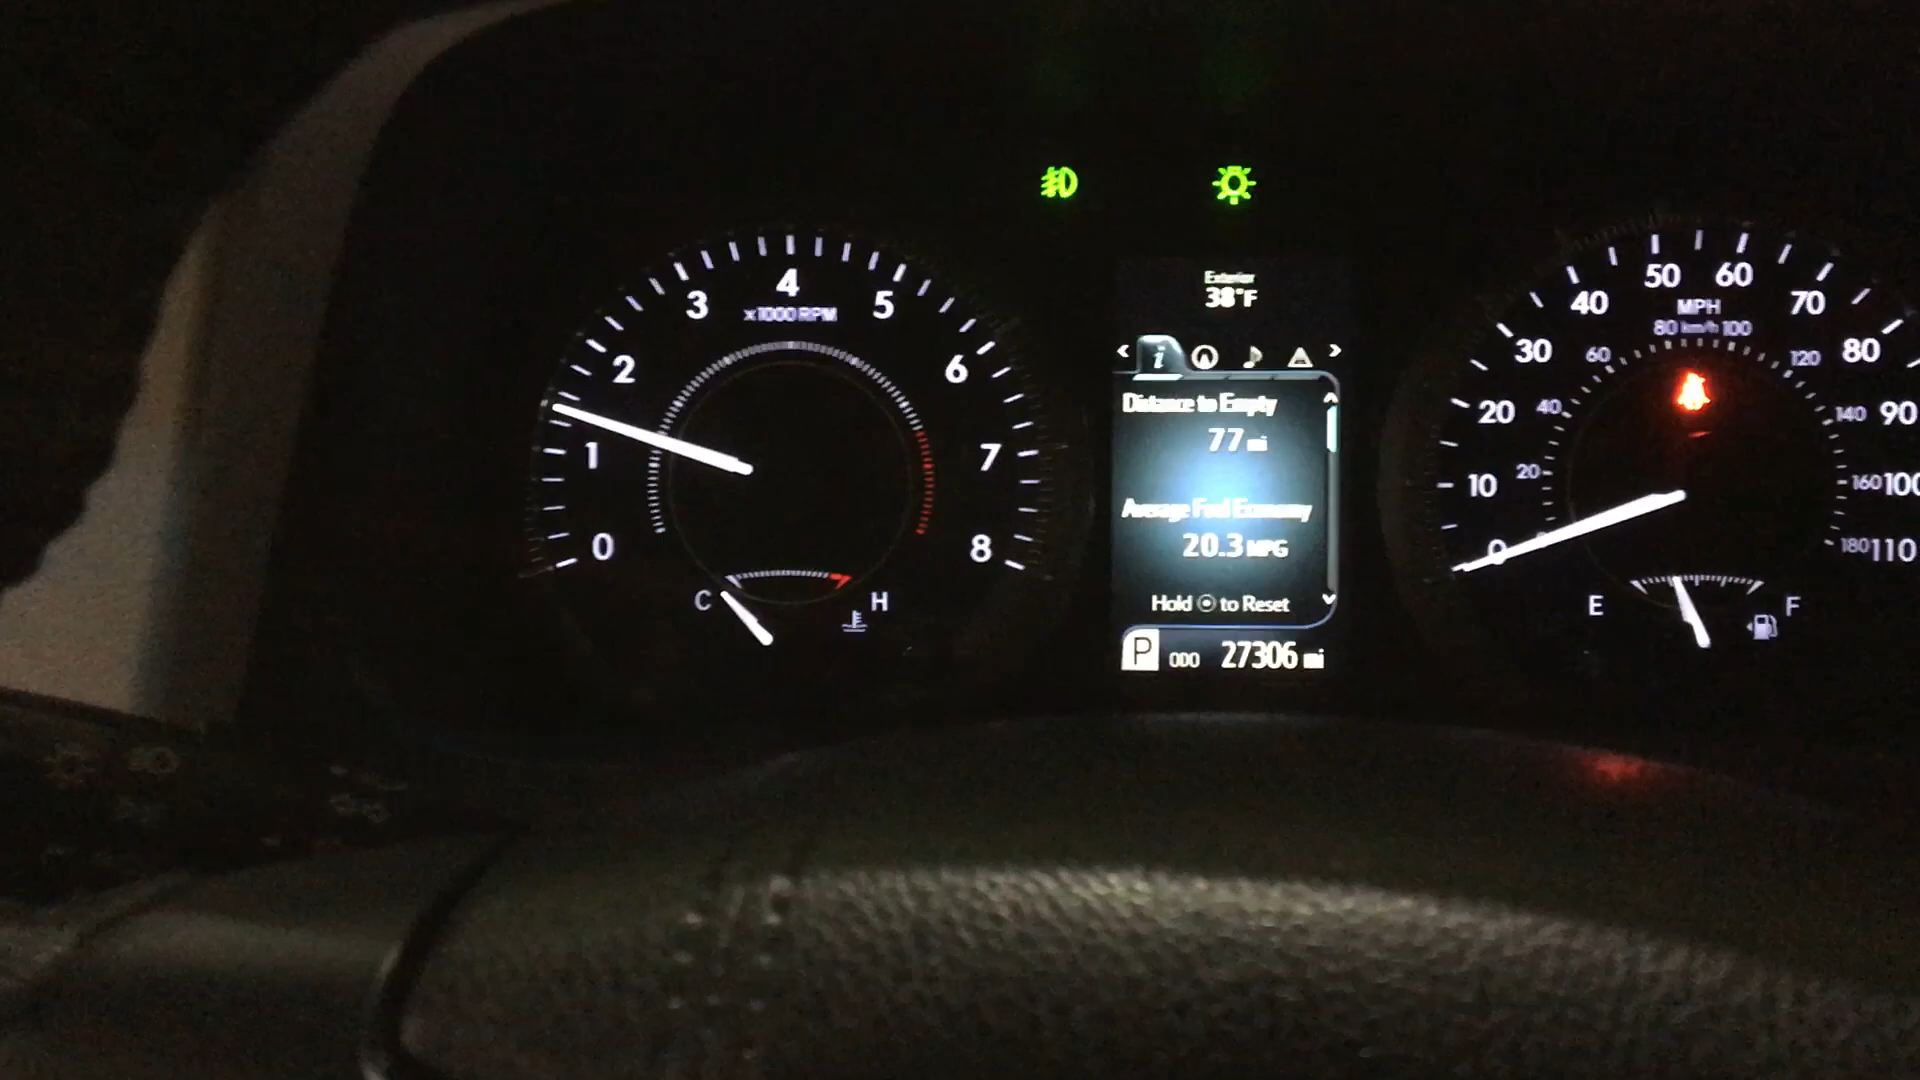 Exterior
38°F
0 1 2 3 4 5 6 7 8
x1000 RPM
C H
Distance to Empty
77 mi
Average Fuel Economy
20.3 MPG
Hold to Reset
P ODO 27306 mi
0 10 20 30 40 50 60 70 80 90 100 110
MPH
km/h
20 40 60 80 100 120 140 160 180
E F